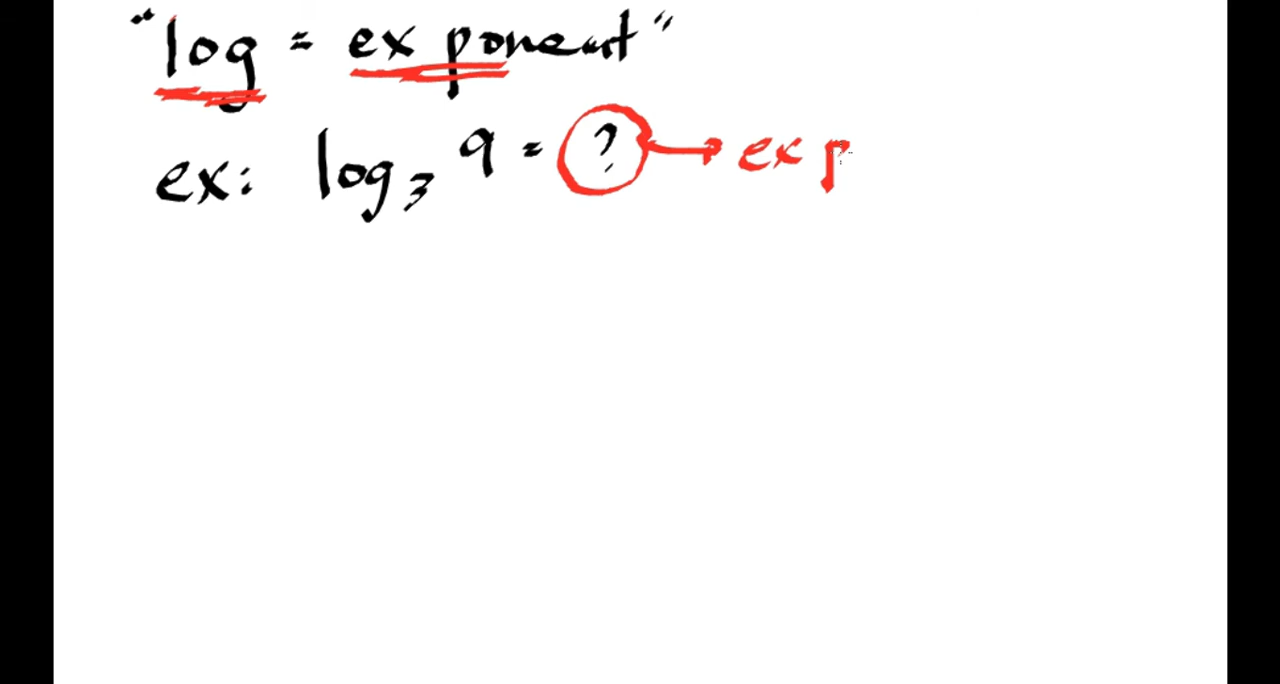 "log = exponent"
ex: log₃ 9 = ? → exp